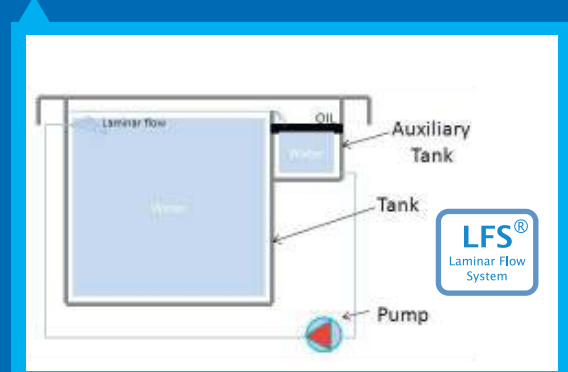 Laminar flow
OIL
Water
Auxiliary
Tank
Water
Tank
LFS®
Laminar Flow
System
Pump